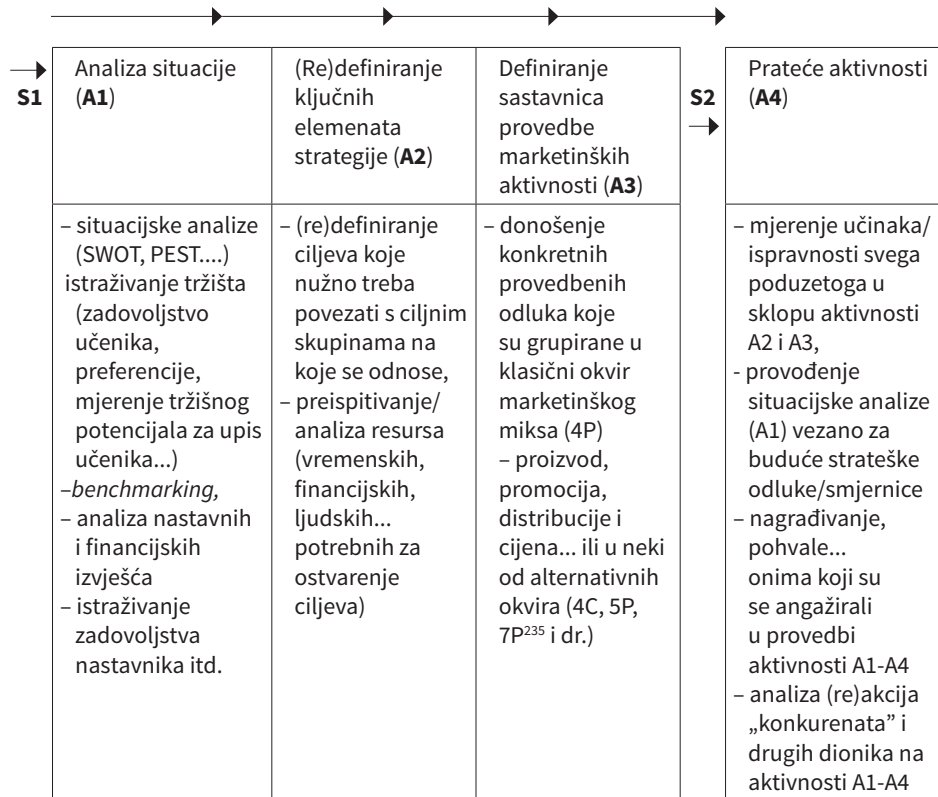 S1
Analiza situacije
(A1)
(Re)definiranje
ključnih
elemenata
strategije (A2)
Definiranje
sastavnica
provedbe
marketinških
aktivnosti (A3)
S2
Prateće aktivnosti
(A4)
– situacijske analize
(SWOT, PEST....)
istraživanje tržišta
(zadovoljstvo
učenika,
preferencije,
mjerenje tržišnog
potencijala za upis
učenika...)
–benchmarking,
– analiza nastavnih
i financijskih
izvješća
– istraživanje
zadovoljstva
nastavnika itd.
– (re)definiranje
ciljeva koje
nužno treba
povezati s ciljnim
skupinama na
koje se odnose,
– preispitivanje/
analiza resursa
(vremenskih,
financijskih,
ljudskih...
potrebnih za
ostvarenje
ciljeva)
– donošenje
konkretnih
provedbenih
odluka koje
su grupirane u
klasični okvir
marketinškog
miksa (4P)
– proizvod,
promocija,
distribucije i
cijena... ili u neki
od alternativnih
okvira (4C, 5P,
7P²³⁵ i dr.)
– mjerenje učinaka/
ispravnosti svega
poduzetoga u
sklopu aktivnosti
A2 i A3,
- provođenje
situacijske analize
(A1) vezano za
buduće strateške
odluke/smjernice
– nagrađivanje,
pohvale...
onima koji su
se angažirali
u provedbi
aktivnosti A1-A4
– analiza (re)akcija
„konkurenata” i
drugih dionika na
aktivnosti A1-A4